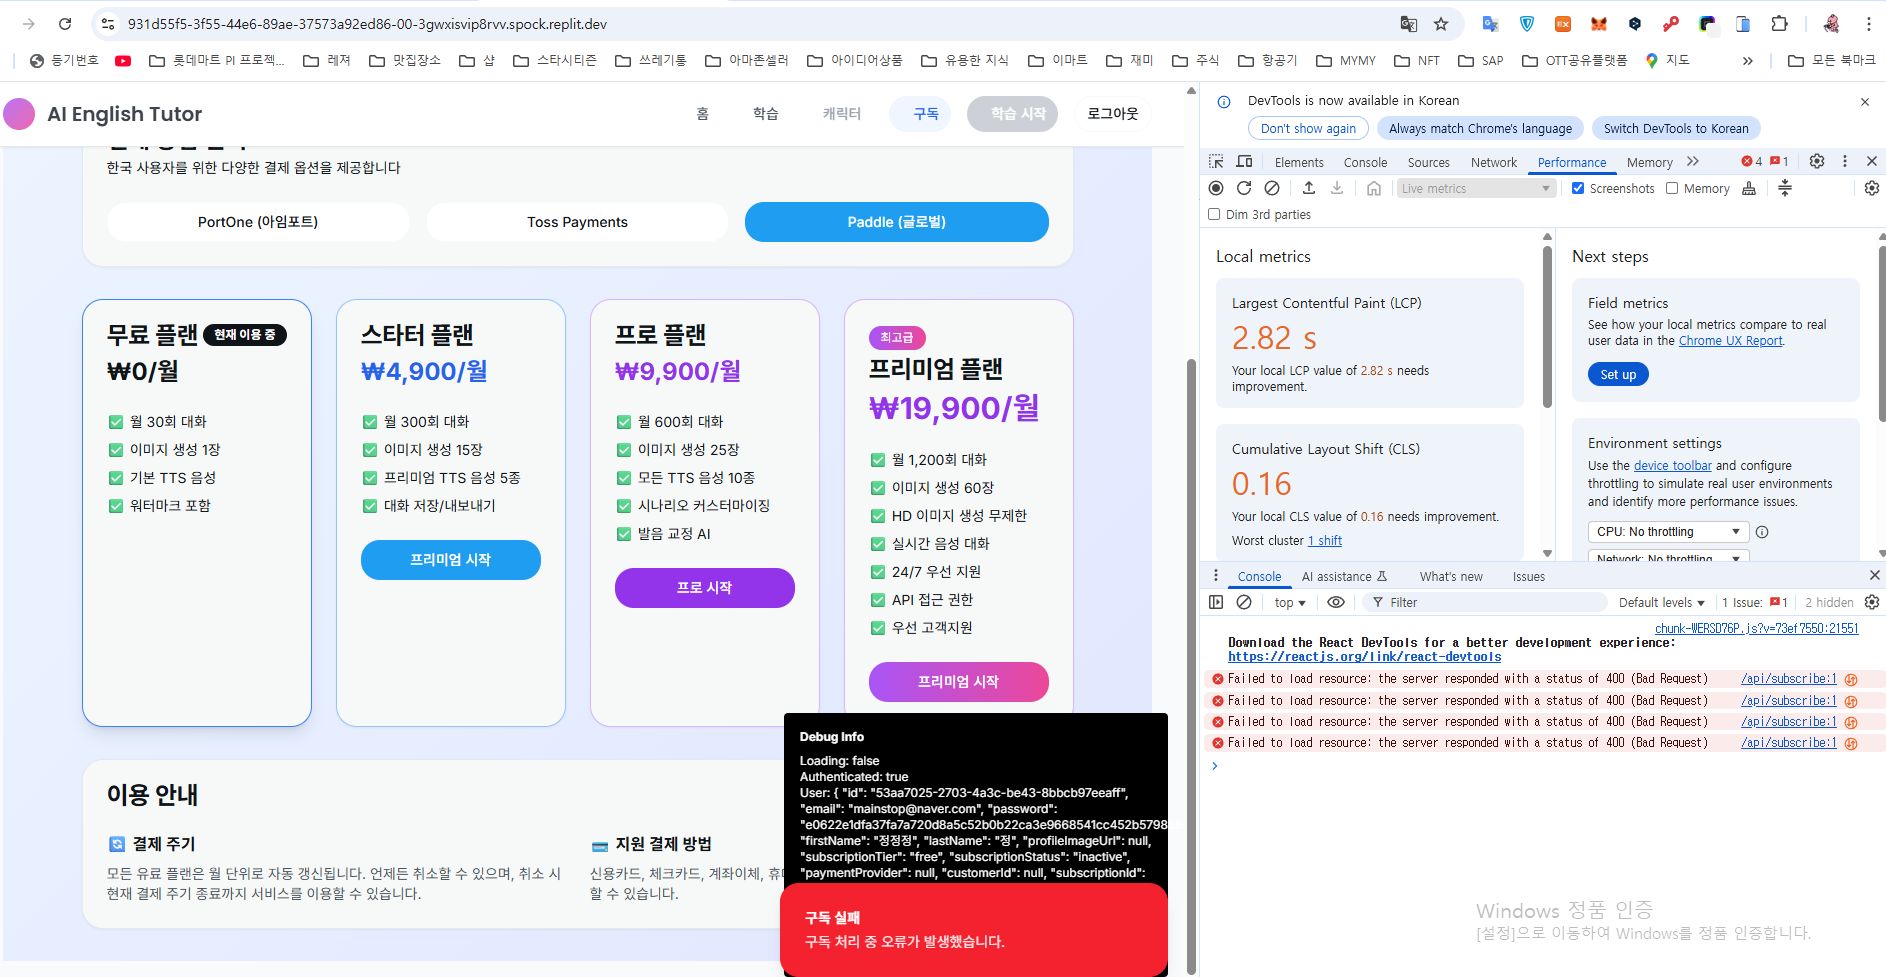 931d55f5-3f55-44e6-89ae-37573a92ed86-00-3gwxisvip8rvv.spock.replit.dev
등기번호 롯데마트 PI 프로젝... 레져 맛집장소 샵 스타시티즌 쓰레기통 아마존셀러 아이디어상품 유용한 지식 이마트 재미 주식 항공기 MYMY NFT SAP OTT공유플랫폼 지도 » 모든 북마크
AI English Tutor 홈 학습 캐릭터 구독 학습 시작 로그아웃
한국 사용자를 위한 다양한 결제 옵션을 제공합니다
PortOne (아임포트) Toss Payments Paddle (글로벌)
무료 플랜 현재 이용 중
₩0/월
✅ 월 30회 대화
✅ 이미지 생성 1장
✅ 기본 TTS 음성
✅ 워터마크 포함
스타터 플랜
₩4,900/월
✅ 월 300회 대화
✅ 이미지 생성 15장
✅ 프리미엄 TTS 음성 5종
✅ 대화 저장/내보내기
프리미엄 시작
프로 플랜
₩9,900/월
✅ 월 600회 대화
✅ 이미지 생성 25장
✅ 모든 TTS 음성 10종
✅ 시나리오 커스터마이징
✅ 발음 교정 AI
프로 시작
최고급
프리미엄 플랜
₩19,900/월
✅ 월 1,200회 대화
✅ 이미지 생성 60장
✅ HD 이미지 생성 무제한
✅ 실시간 음성 대화
✅ 24/7 우선 지원
✅ API 접근 권한
✅ 우선 고객지원
프리미엄 시작
이용 안내
🔄 결제 주기
모든 유료 플랜은 월 단위로 자동 갱신됩니다. 언제든 취소할 수 있으며, 취소 시
현재 결제 주기 종료까지 서비스를 이용할 수 있습니다.
💳 지원 결제 방법
신용카드, 체크카드, 계좌이체,
할 수 있습니다.
Debug Info
Loading: false
Authenticated: true
User: { "id": "53aa7025-2703-4a3c-be43-8bbcb97eeaff",
"email": "mainstop@naver.com", "password":
"e0622e1dfa37fa7a720d8a5c52b0b22ca3e9668541cc452b5798
"firstName": "정정정", "lastName": "정", "profileImageUrl": null,
"subscriptionTier": "free", "subscriptionStatus": "inactive",
"paymentProvider": null, "customerId": null, "subscriptionId":
구독 실패
구독 처리 중 오류가 발생했습니다.
DevTools is now available in Korean
Don't show again Always match Chrome's language Switch DevTools to Korean
Elements Console Sources Network Performance Memory 4 1
Live metrics Screenshots Memory
Dim 3rd parties
Local metrics
Largest Contentful Paint (LCP)
2.82 s
Your local LCP value of 2.82 s needs
improvement.
Cumulative Layout Shift (CLS)
0.16
Your local CLS value of 0.16 needs improvement.
Worst cluster 1 shift
Next steps
Field metrics
See how your local metrics compare to real
user data in the Chrome UX Report.
Set up
Environment settings
Use the device toolbar and configure
throttling to simulate real user environments
and identify more performance issues.
CPU: No throttling
Network: No throttling
Console AI assistance What's new Issues
top Filter Default levels 1 Issue: 1 2 hidden
chunk-WERSD76P.js?v=73ef7550:21551
Download the React DevTools for a better development experience:
https://reactjs.org/link/react-devtools
Failed to load resource: the server responded with a status of 400 (Bad Request) /api/subscribe:1
Failed to load resource: the server responded with a status of 400 (Bad Request) /api/subscribe:1
Failed to load resource: the server responded with a status of 400 (Bad Request) /api/subscribe:1
Failed to load resource: the server responded with a status of 400 (Bad Request) /api/subscribe:1
Windows 정품 인증
[설정]으로 이동하여 Windows를 정품 인증합니다.